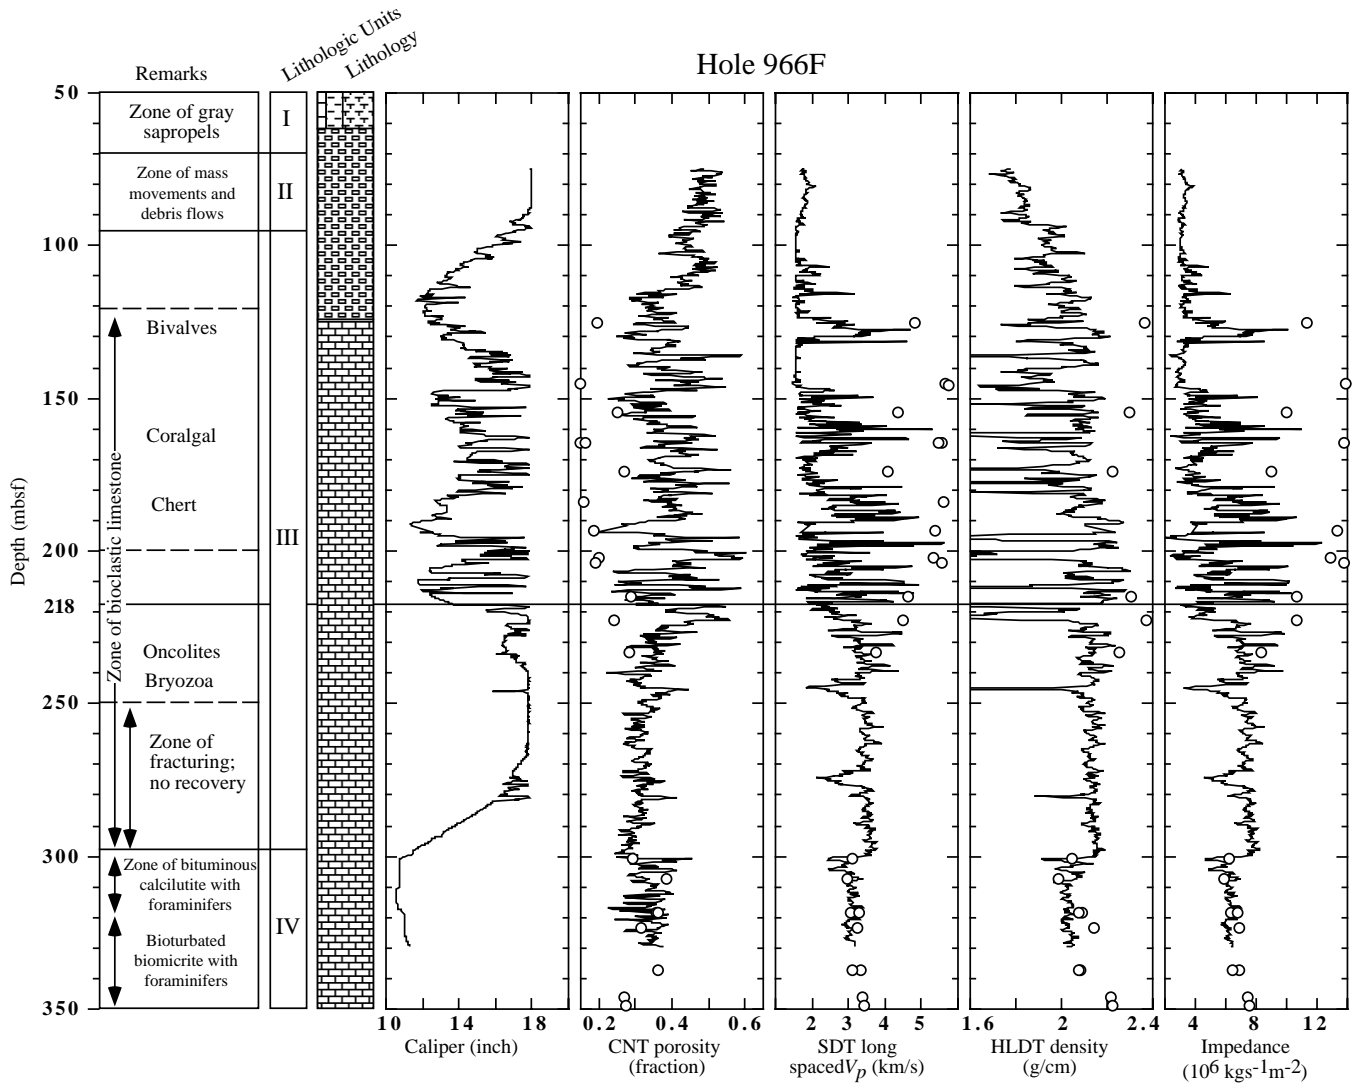 Hole 966F
Remarks
Lithologic Units
Lithology
Depth (mbsf)
50
100
150
200
218
250
300
350
Zone of gray
sapropels
Zone of mass
movements and
debris flows
Zone of bioclastic limestone
Bivalves
Coralgal
Chert
Oncolites
Bryozoa
Zone of
fracturing;
no recovery
Zone of bituminous
calcilutite with
foraminifers
Bioturbated
biomicrite with
foraminifers
I
II
III
IV
10 14 18
Caliper (inch)
0.2 0.4 0.6
CNT porosity
(fraction)
2 3 4 5
SDT long
spacedVp (km/s)
1.6 2 2.4
HLDT density
(g/cm)
4 8 12
Impedance
(10⁶ kgs⁻¹m⁻²)